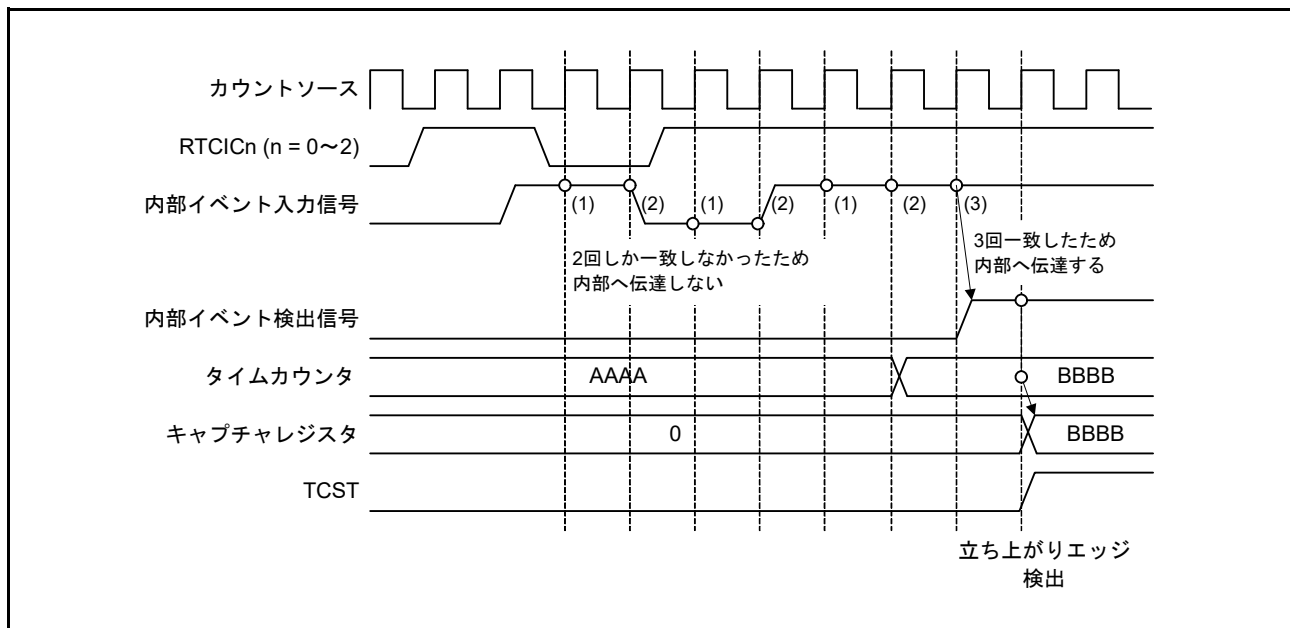 カウントソース
RTCICn (n = 0～2)
内部イベント入力信号
(1)
(2)
(1)
(2)
(1)
(2)
(3)
2回しか一致しなかったため
内部へ伝達しない
3回一致したため
内部へ伝達する
内部イベント検出信号
タイムカウンタ
AAAA
BBBB
キャプチャレジスタ
0
BBBB
TCST
立ち上がりエッジ
検出